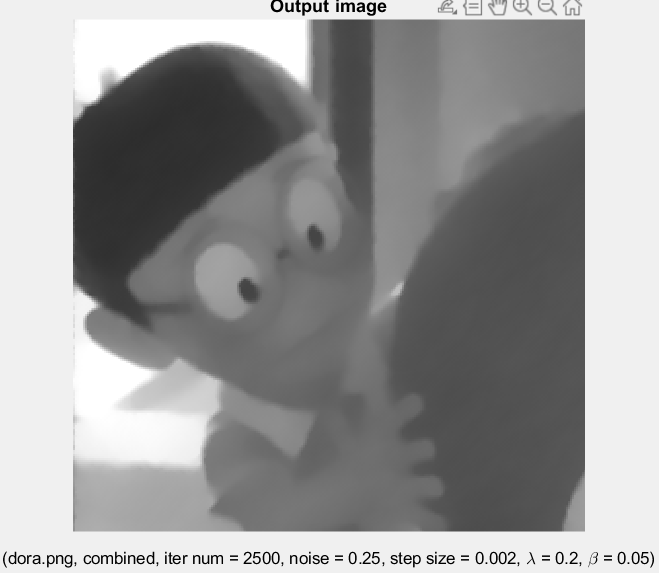 Output image
(dora.png, combined, iter num = 2500, noise = 0.25, step size = 0.002, λ = 0.2, β = 0.05)